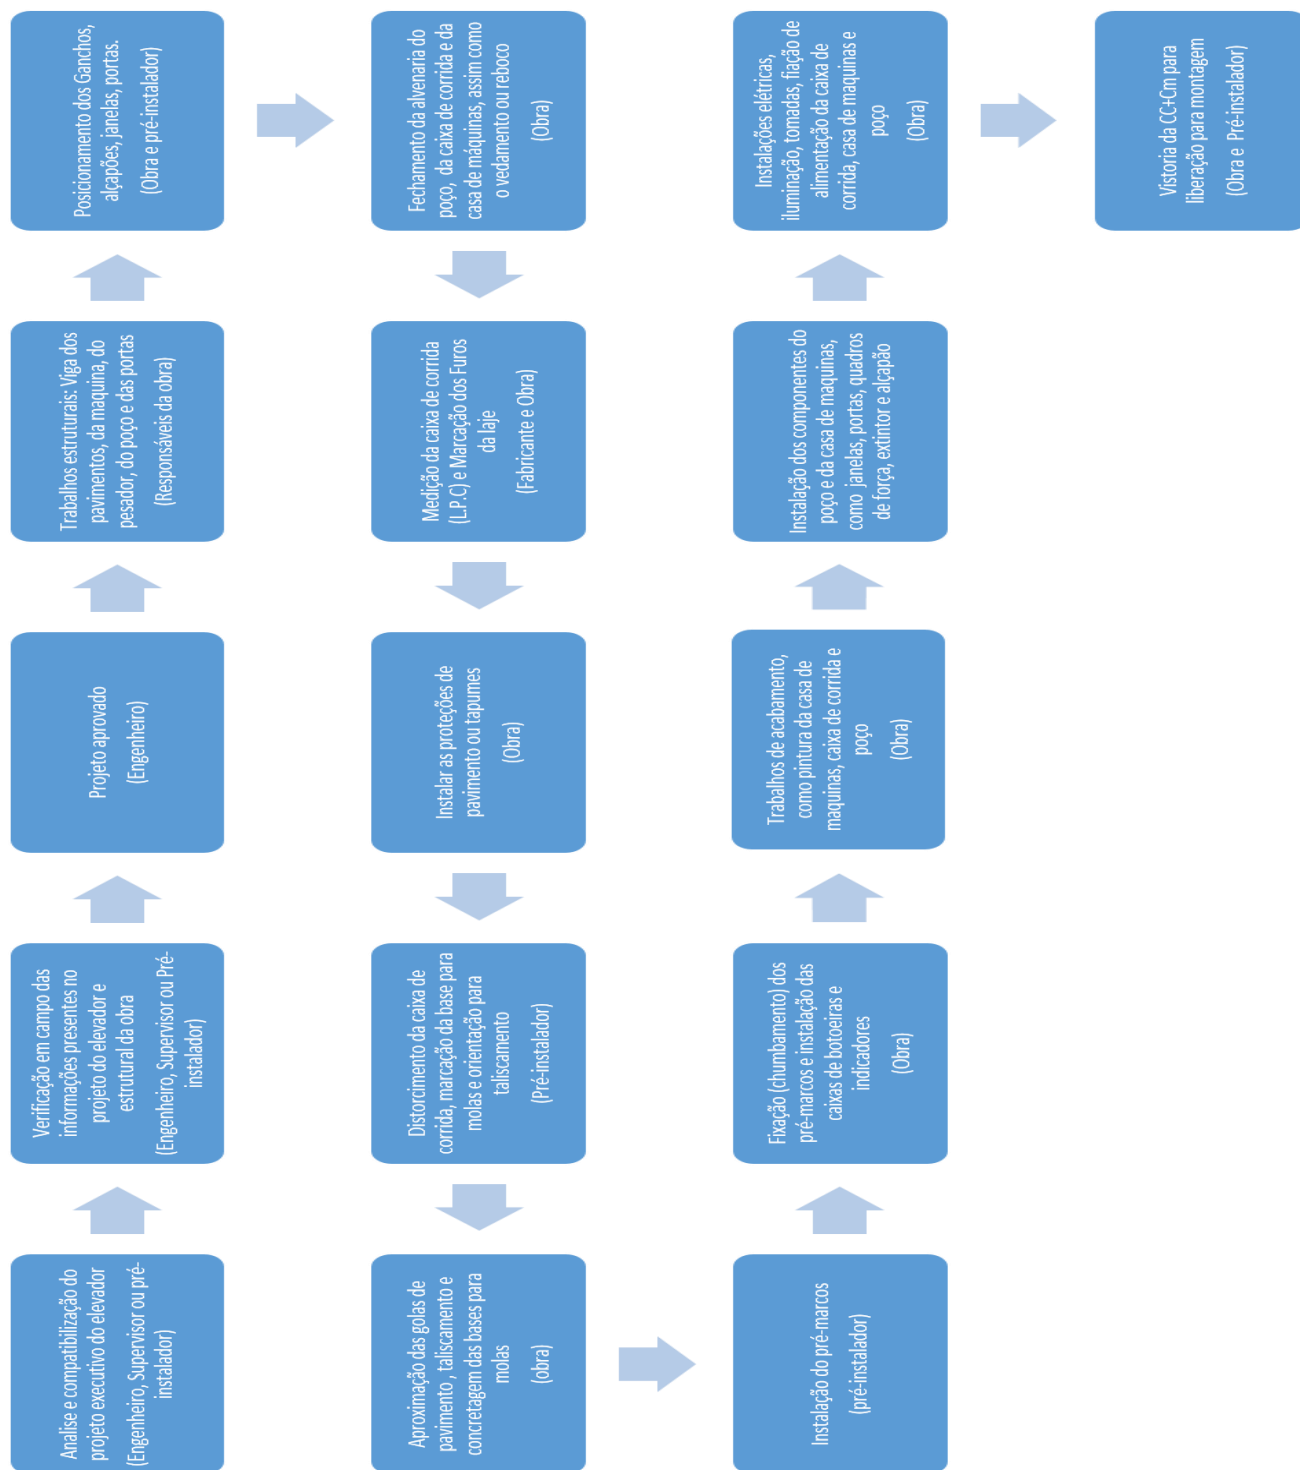 Analise e compatibilização do
projeto executivo do elevador
(Engenheiro, Supervisor ou pré-
instalador)
Verificação em campo das
informações presentes no
projeto do elevador e
estrutural da obra
(Engenheiro, Supervisor ou Pré-
instalador)
Projeto aprovado
(Engenheiro)
Trabalhos estruturais: Viga dos
pavimentos, da maquina, do
pesador, do poço e das portas
(Responsáveis da obra)
Posicionamento dos Ganchos,
alçapões, janelas, portas.
(Obra e pré-instalador)
Fechamento da alvenaria do
poço, da caixa de corrida e da
casa de máquinas, assim como
o vedamento ou reboco
(Obra)
Medição da caixa de corrida
(L.P.C) e Marcação dos Furos
da laje
(Fabricante e Obra)
Instalar as proteções de
pavimento ou tapumes
(Obra)
Distorcimento da caixa de
corrida, marcação da base para
molas e orientação para
taliscamento
(Pré-instalador)
Aproximação das golas de
pavimento , taliscamento e
concretagem das bases para
molas
(obra)
Instalação do pré-marcos
(pré-instalador)
Fixação (chumbamento) dos
pré-marcos e instalação das
caixas de botoeiras e
indicadores
(Obra)
Trabalhos de acabamento,
como pintura da casa de
maquinas, caixa de corrida e
poço
(Obra)
Instalação dos componentes do
poço e da casa de maquinas,
como janelas, portas, quadros
de força, extintor e alçapão
Instalações elétricas,
iluminação, tomadas, fiação de
alimentação da caixa de
corrida, casa de maquinas e
poço
(Obra)
Vistoria da CC+Cm para
liberação para montagem
(Obra e Pré-instalador)